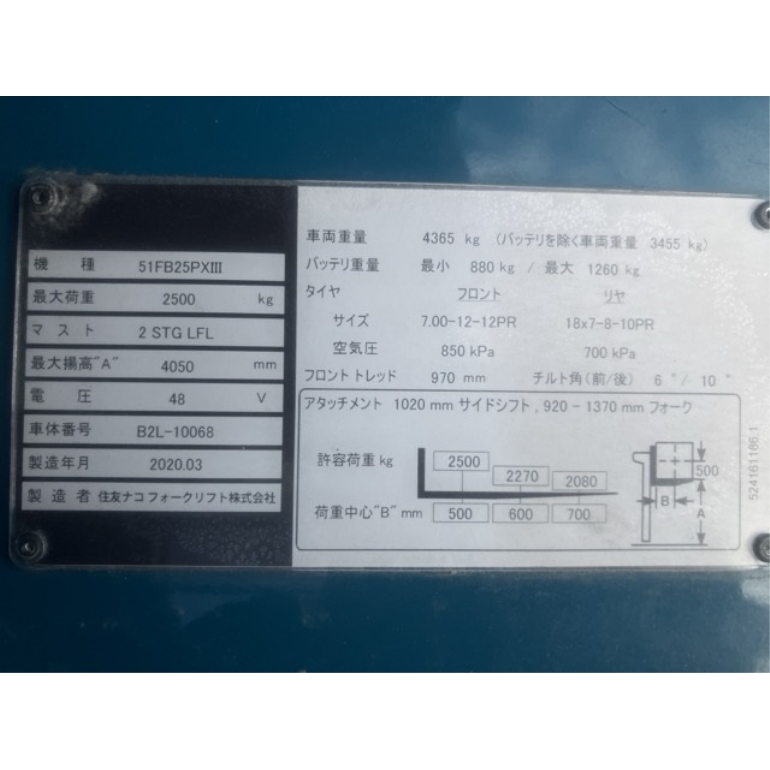 機 種 51FB25PXIII
最大荷重 2500 kg
マスト 2 STG LFL
最大揚高"A" 4050 mm
電 圧 48 V
車体番号 B2L-10068
製造年月 2020.03
製造者 住友ナコ フォークリフト株式会社
車両重量 4365 kg (バッテリを除く車両重量 3455 kg)
バッテリ重量 最小 880 kg / 最大 1260 kg
タイヤ フロント リヤ
サイズ 7.00-12-12PR 18x7-8-10PR
空気圧 850 kPa 700 kPa
フロントトレッド 970 mm チルト角(前/後) 6 °/ 10 °
アタッチメント 1020 mm サイドシフト, 920 - 1370 mm フォーク
許容荷重 kg 2500 2270 2080
荷重中心"B" mm 500 600 700
500
B
A
524161186.1